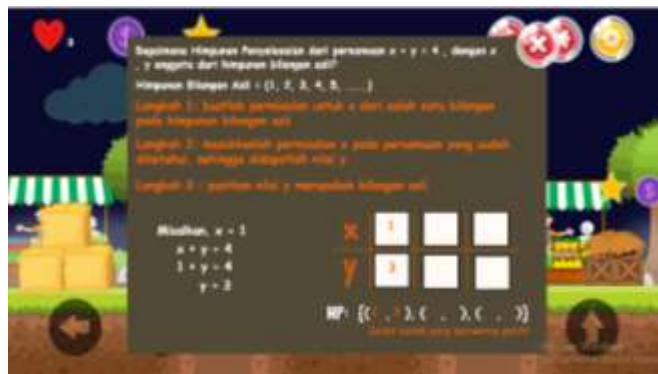 Bagaimana Himpunan Penyelesaian dari persamaan x + y = 4 , dengan x
, y anggota dari himpunan bilangan asli?
Himpunan Bilangan Asli = {1, 2, 3, 4, 5, ....}
Langkah 1: buatlah permisalan untuk x dari salah satu bilangan
pada himpunan bilangan asli
Langkah 2: masukkanlah permisalan x pada persamaan yang sudah
diketahui, sehingga didapatlah nilai y
Langkah 3 : pastikan nilai y merupakan bilangan asli
Misalkan, x = 1
x + y = 4
1 + y = 4
y = 3
x 1
y 3
HP: {( , 3 ), ( , ), ( , )}